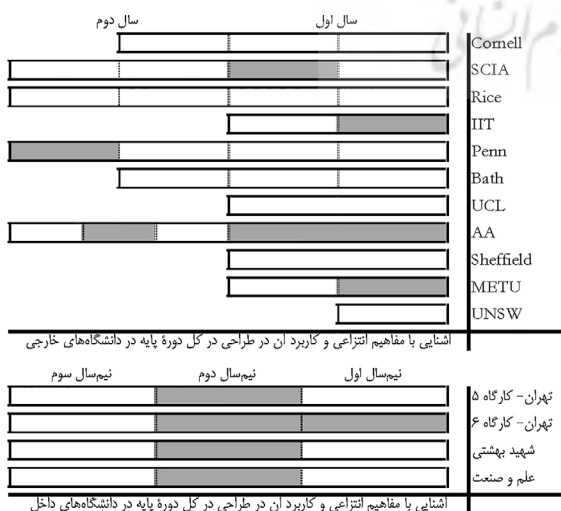 سال اول سال دوم
Cornell
SCIA
Rice
IIT
Penn
Bath
UCL
AA
Sheffield
METU
UNSW
آشنایی با مفاهیم انتزاعی و کاربرد آن در طراحی در کل دورهٔ پایه در دانشگاه‌های خارجی
نیم‌سال اول نیم‌سال دوم نیم‌سال سوم
تهران- کارگاه ۵
تهران- کارگاه ۶
شهید بهشتی
علم و صنعت
آشنایی با مفاهیم انتزاعی و کاربرد آن در طراحی در کل دورهٔ پایه در دانشگاه‌های داخل